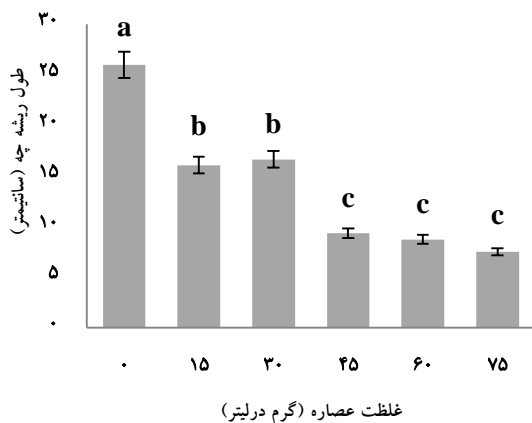 طول ریشه چه (سانتیمتر)
۳۰
۲۵
۲۰
۱۵
۱۰
۵
۰
a
b
b
c
c
c
۰ ۱۵ ۳۰ ۴۵ ۶۰ ۷۵
غلظت عصاره (گرم درلیتر)